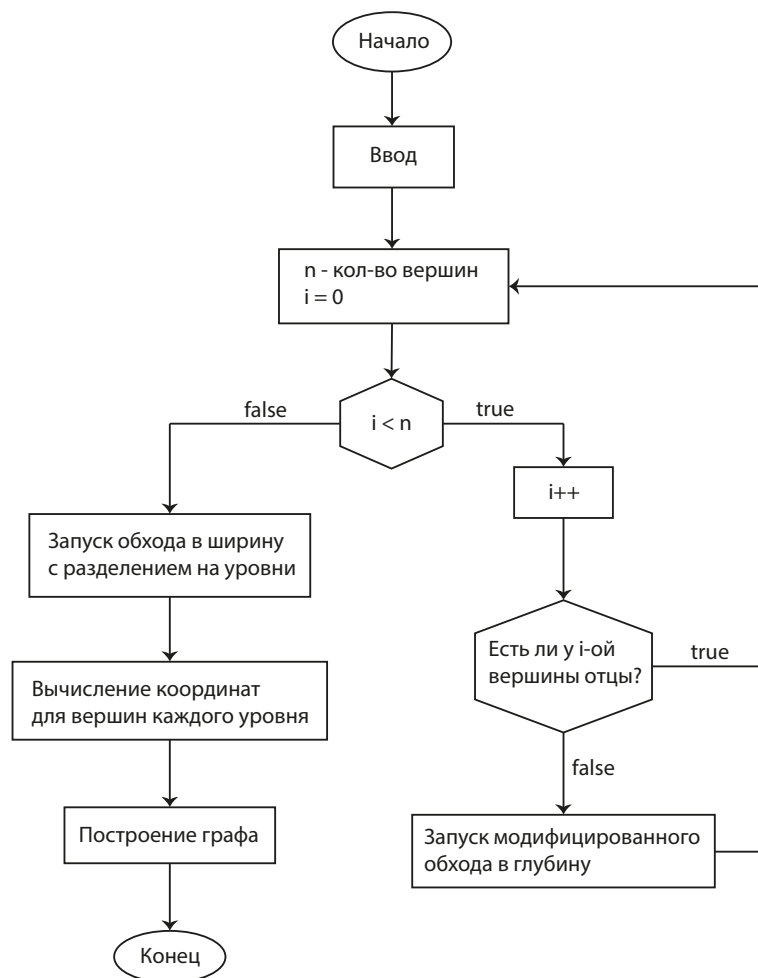 Начало
Ввод
n - кол-во вершин
i = 0
false
i < n
true
i++
Запуск обхода в ширину
с разделением на уровни
Есть ли у i-ой
вершины отцы?
true
Вычисление координат
для вершин каждого уровня
false
Построение графа
Запуск модифицированного
обхода в глубину
Конец